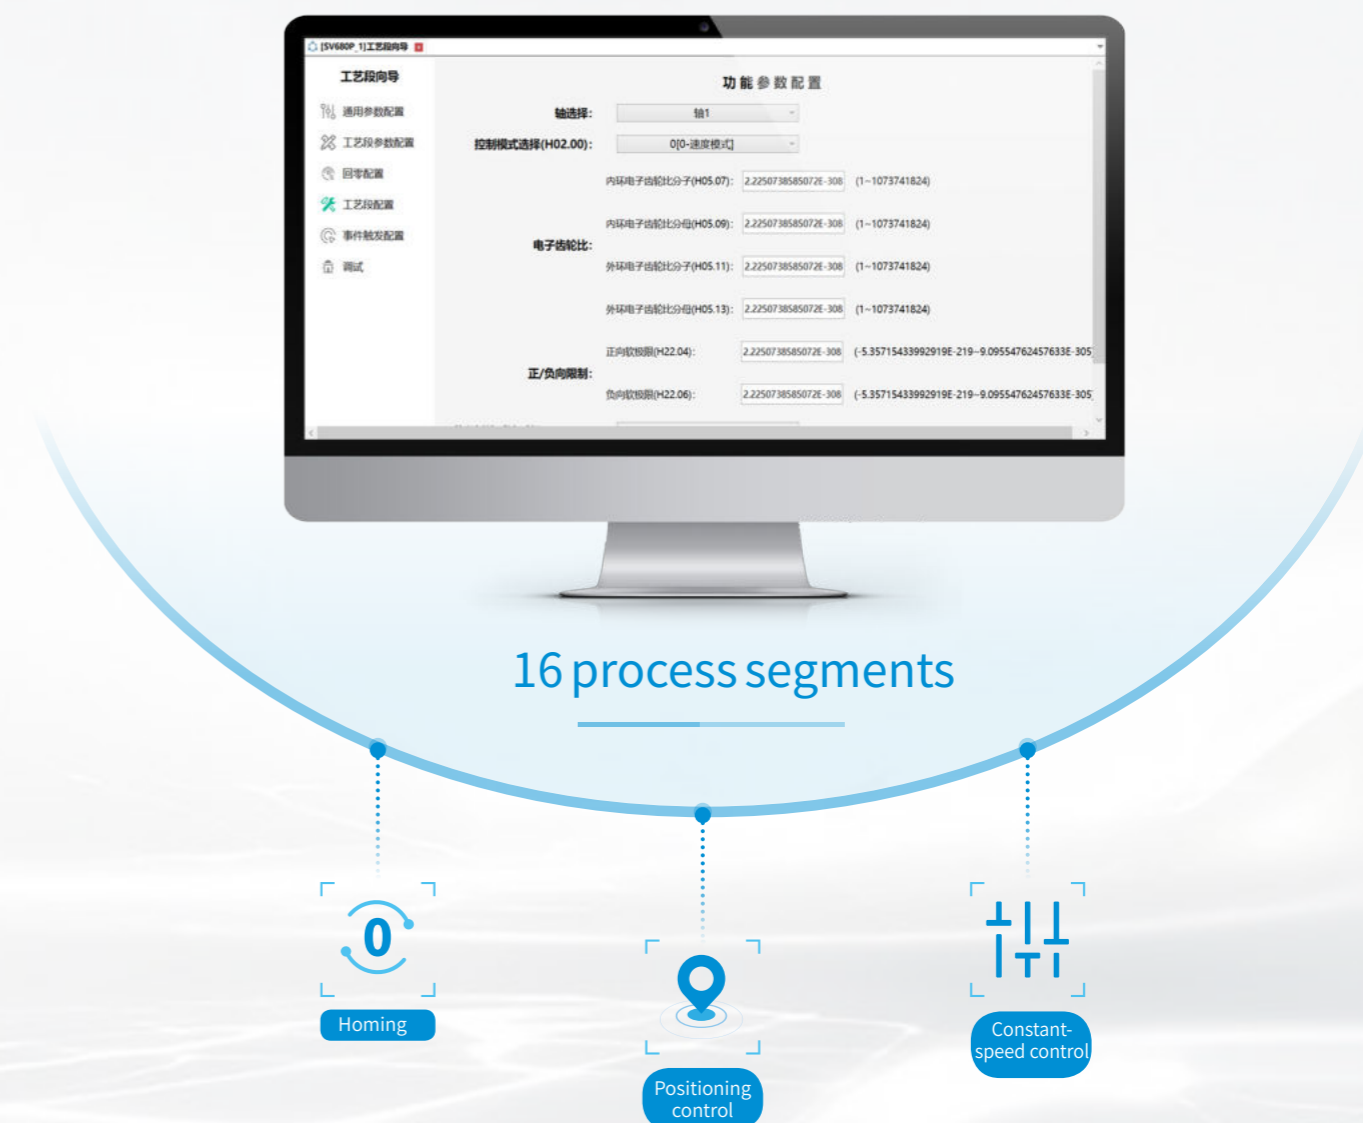 [SV680P_1]工艺段向导
工艺段向导
通用参数配置
工艺段参数配置
回零配置
工艺段配置
事件触发配置
调试
功能参数配置
轴选择: 轴1
控制模式选择(H02.00): 0[0-速度模式]
电子齿轮比:
内环电子齿轮比分子(H05.07): 2.2250738585072E-308 (1~1073741824)
内环电子齿轮比分母(H05.09): 2.2250738585072E-308 (1~1073741824)
外环电子齿轮比分子(H05.11): 2.2250738585072E-308 (1~1073741824)
外环电子齿轮比分母(H05.13): 2.2250738585072E-308 (1~1073741824)
正/负向限制:
正向软极限(H22.04): 2.2250738585072E-308 (-5.35715433992919E-219~9.09554762457633E-305)
负向软极限(H22.06): 2.2250738585072E-308 (-5.35715433992919E-219~9.09554762457633E-305
16 process segments
0
Homing
Positioning
control
Constant-
speed control